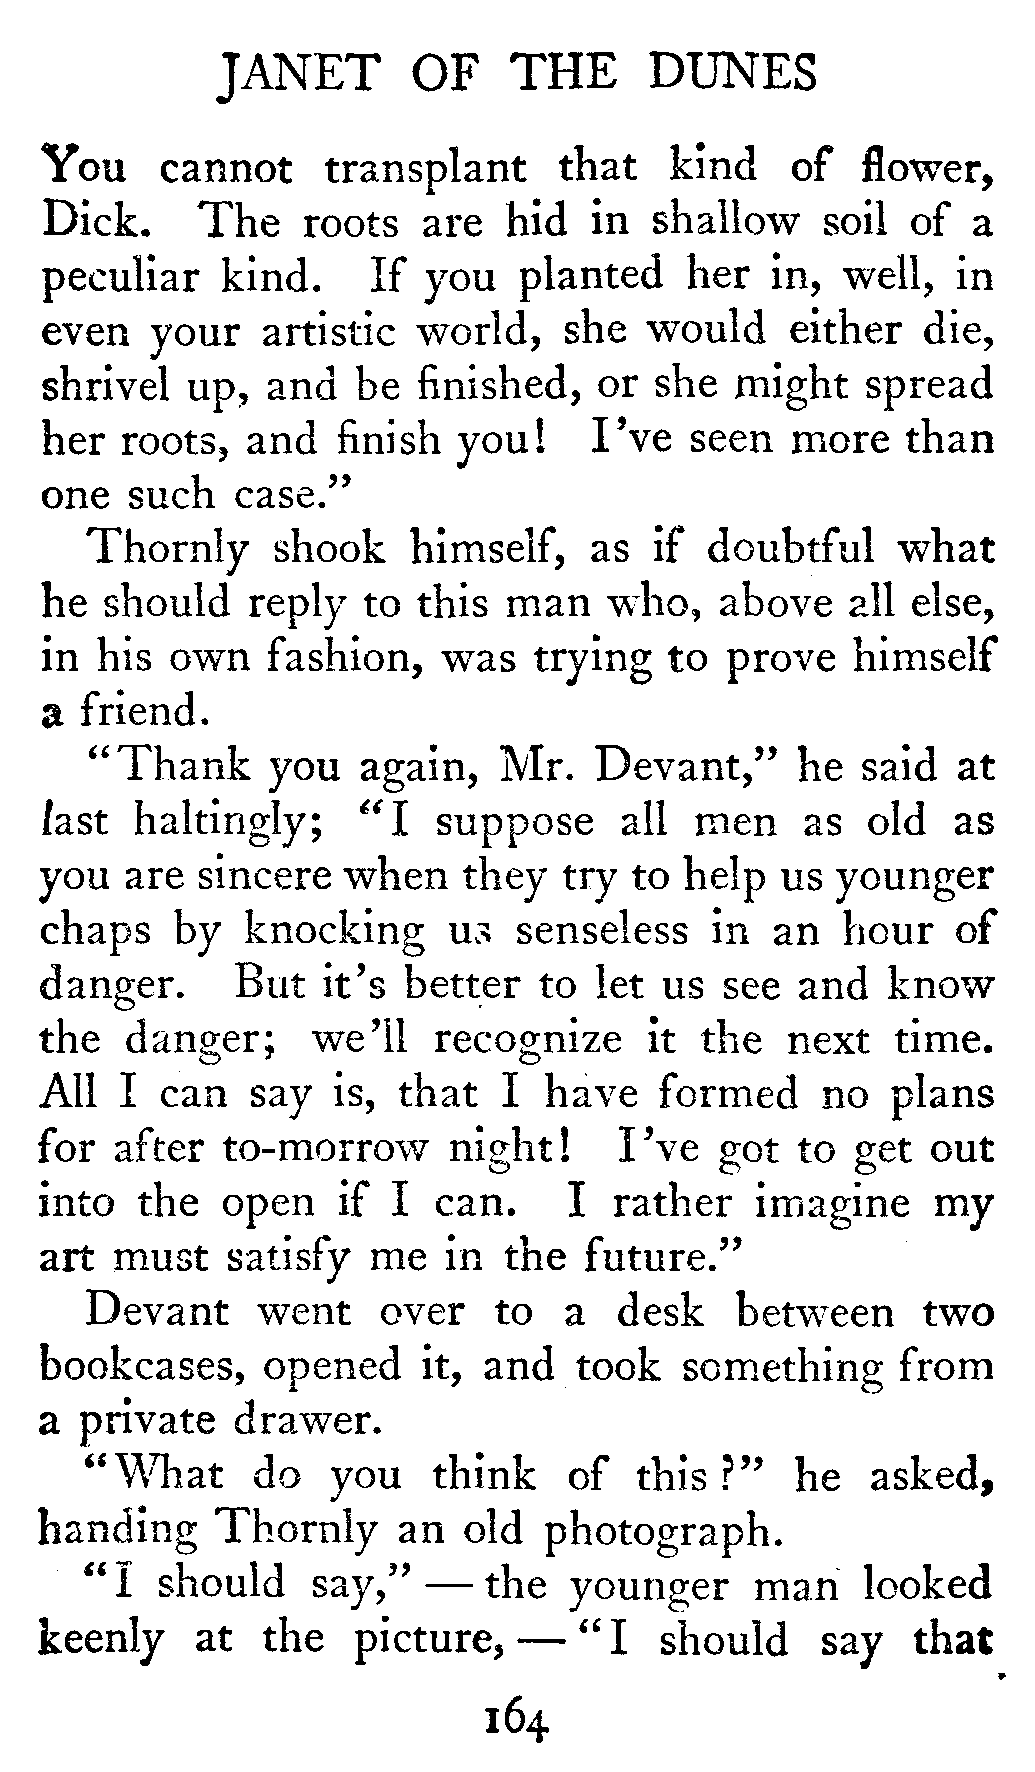 JANET OF THE DUNES
You cannot transplant that kind of flower,
Dick. The roots are hid in shallow soil of a
peculiar kind. If you planted her in, well, in
even your artistic world, she would either die,
shrivel up, and be finished, or she might spread
her roots, and finish you! I've seen more than
one such case."
Thornly shook himself, as if doubtful what
he should reply to this man who, above all else,
in his own fashion, was trying to prove himself
a friend.
"Thank you again, Mr. Devant," he said at
last haltingly; "I suppose all men as old as
you are sincere when they try to help us younger
chaps by knocking us senseless in an hour of
danger. But it's better to let us see and know
the danger; we'll recognize it the next time.
All I can say is, that I have formed no plans
for after to-morrow night! I've got to get out
into the open if I can. I rather imagine my
art must satisfy me in the future."
Devant went over to a desk between two
bookcases, opened it, and took something from
a private drawer.
"What do you think of this?" he asked,
handing Thornly an old photograph.
"I should say," — the younger man looked
keenly at the picture, — "I should say that
164